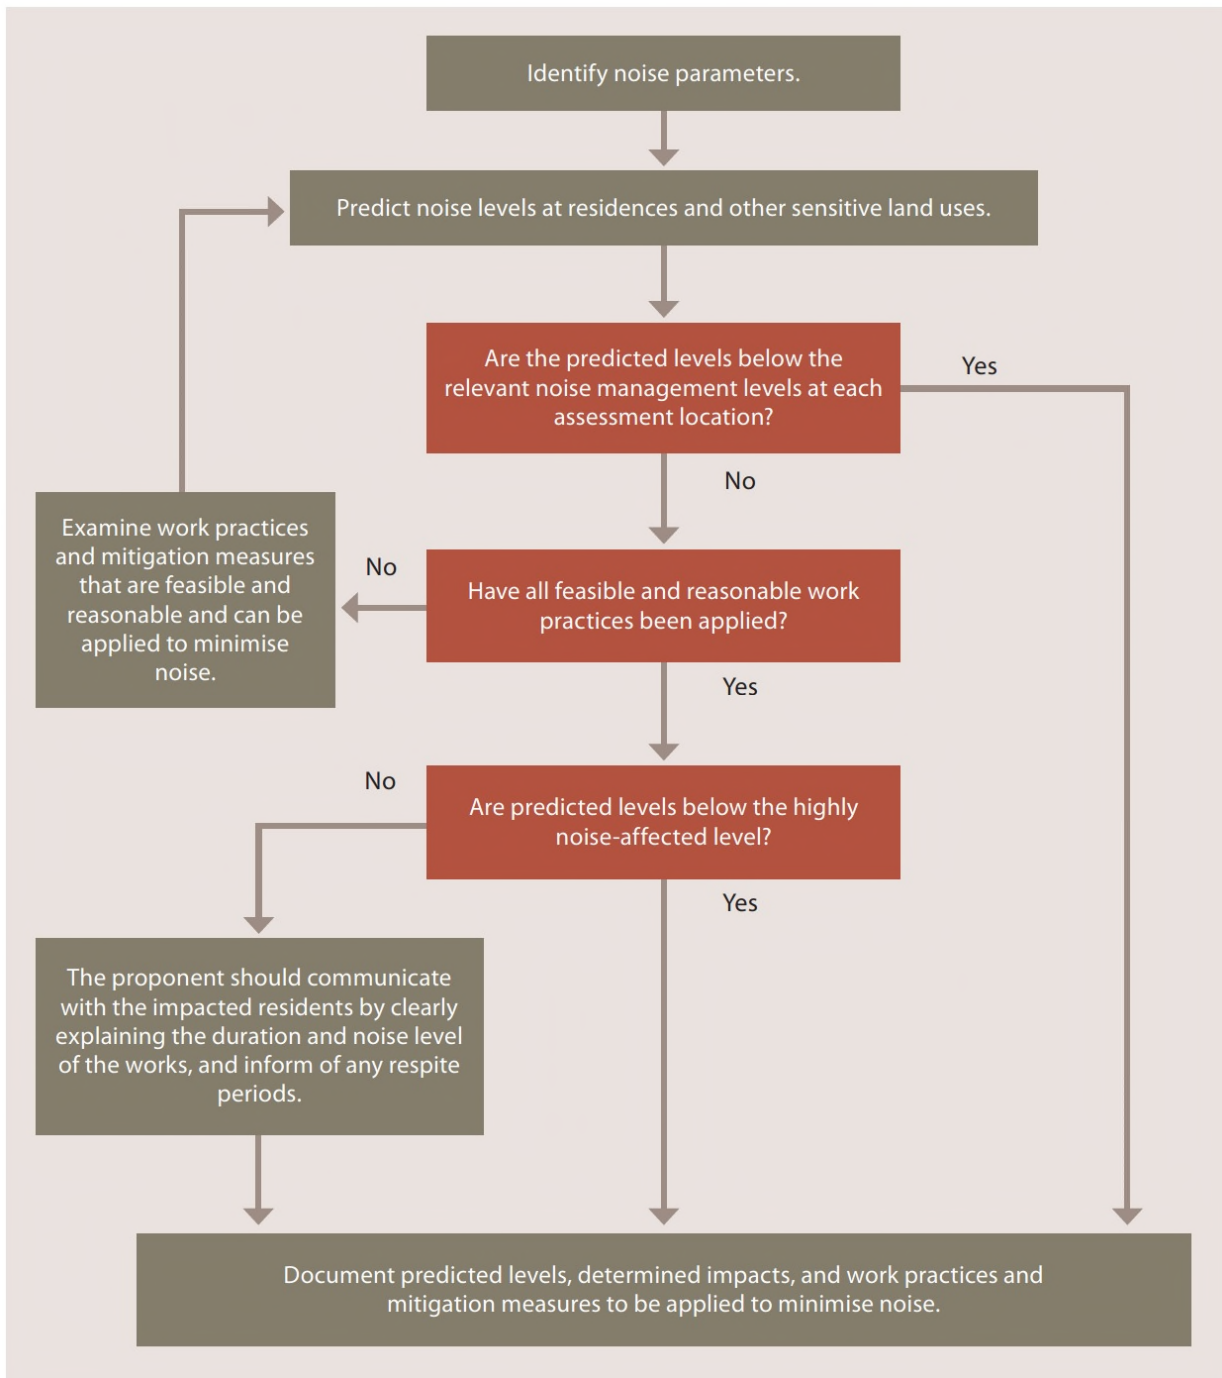 Identify noise parameters.
Predict noise levels at residences and other sensitive land uses.
Are the predicted levels below the
relevant noise management levels at each
assessment location?
Yes
No
Examine work practices
and mitigation measures
that are feasible and
reasonable and can be
applied to minimise
noise.
No
Have all feasible and reasonable work
practices been applied?
Yes
No
Are predicted levels below the highly
noise-affected level?
Yes
The proponent should communicate
with the impacted residents by clearly
explaining the duration and noise level
of the works, and inform of any respite
periods.
Document predicted levels, determined impacts, and work practices and
mitigation measures to be applied to minimise noise.